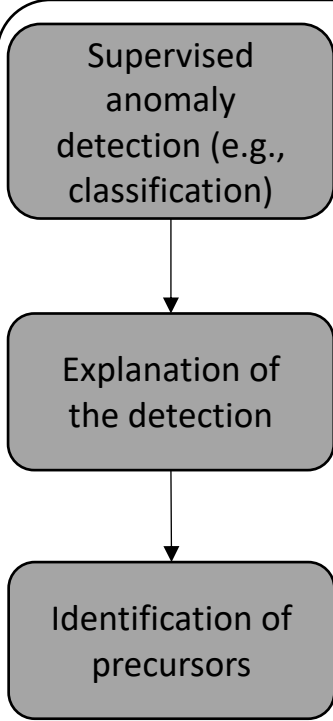 Supervised
anomaly
detection (e.g.,
classification)
Explanation of
the detection
Identification of
precursors